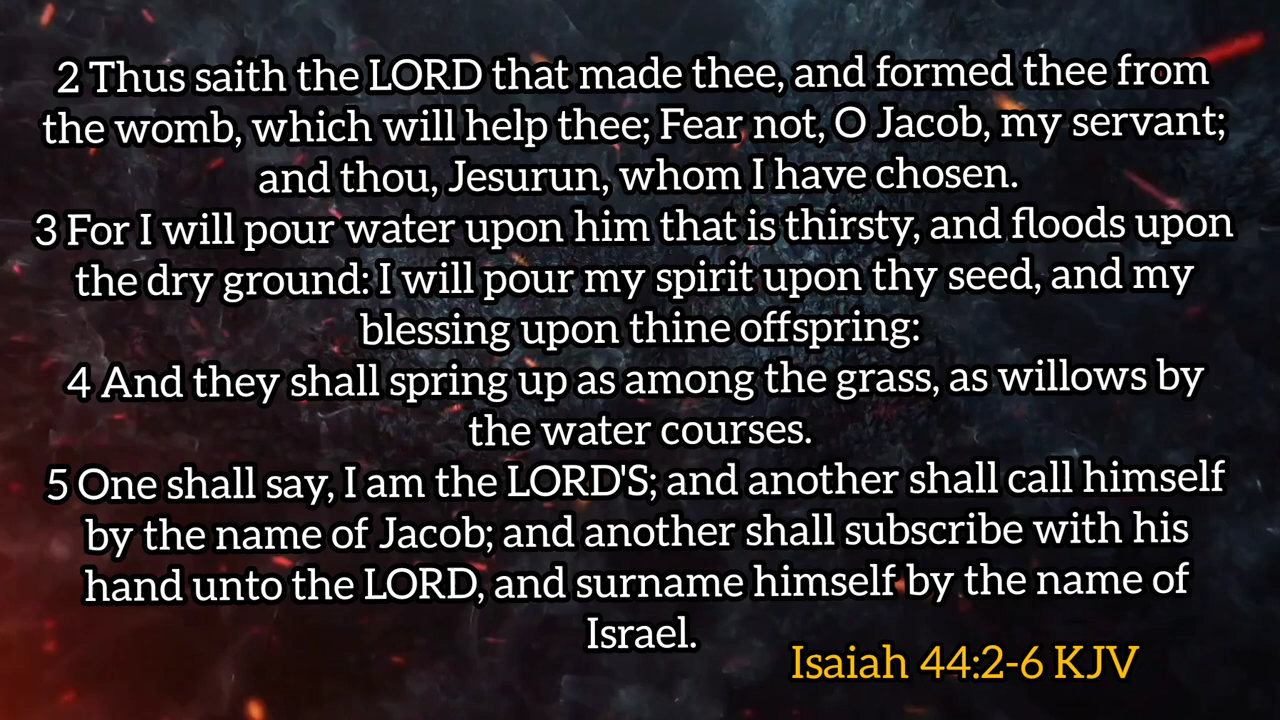 2 Thus saith the LORD that made thee, and formed thee from
the womb, which will help thee; Fear not, O Jacob, my servant;
and thou, Jesurun, whom I have chosen.
3 For I will pour water upon him that is thirsty, and floods upon
the dry ground: I will pour my spirit upon thy seed, and my
blessing upon thine offspring:
4 And they shall spring up as among the grass, as willows by
the water courses.
5 One shall say, I am the LORD'S; and another shall call himself
by the name of Jacob; and another shall subscribe with his
hand unto the LORD, and surname himself by the name of
Israel.
Isaiah 44:2-6 KJV